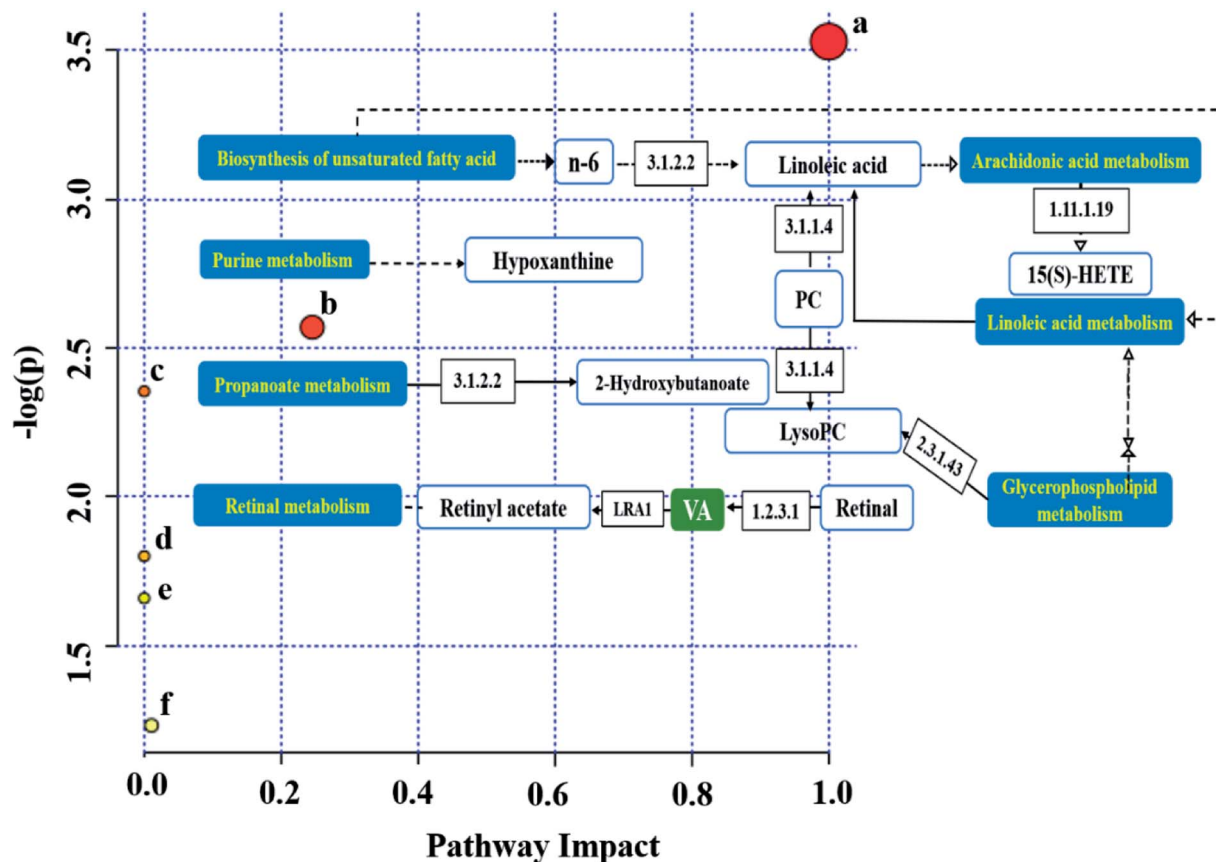 a
3.5
Biosynthesis of unsaturated fatty acid
n-6
3.1.2.2
Linoleic acid
Arachidonic acid metabolism
3.0
3.1.1.4
1.11.1.19
Purine metabolism
Hypoxanthine
15(S)-HETE
PC
b
Linoleic acid metabolism
2.5
3.1.1.4
c
Propanoate metabolism
3.1.2.2
2-Hydroxybutanoate
-log(p)
LysoPC
2.3.1.43
2.0
Retinal metabolism
Retinyl acetate
LRA1
VA
1.2.3.1
Retinal
Glycerophospholipid
metabolism
d
e
1.5
f
0.0 0.2 0.4 0.6 0.8 1.0
Pathway Impact